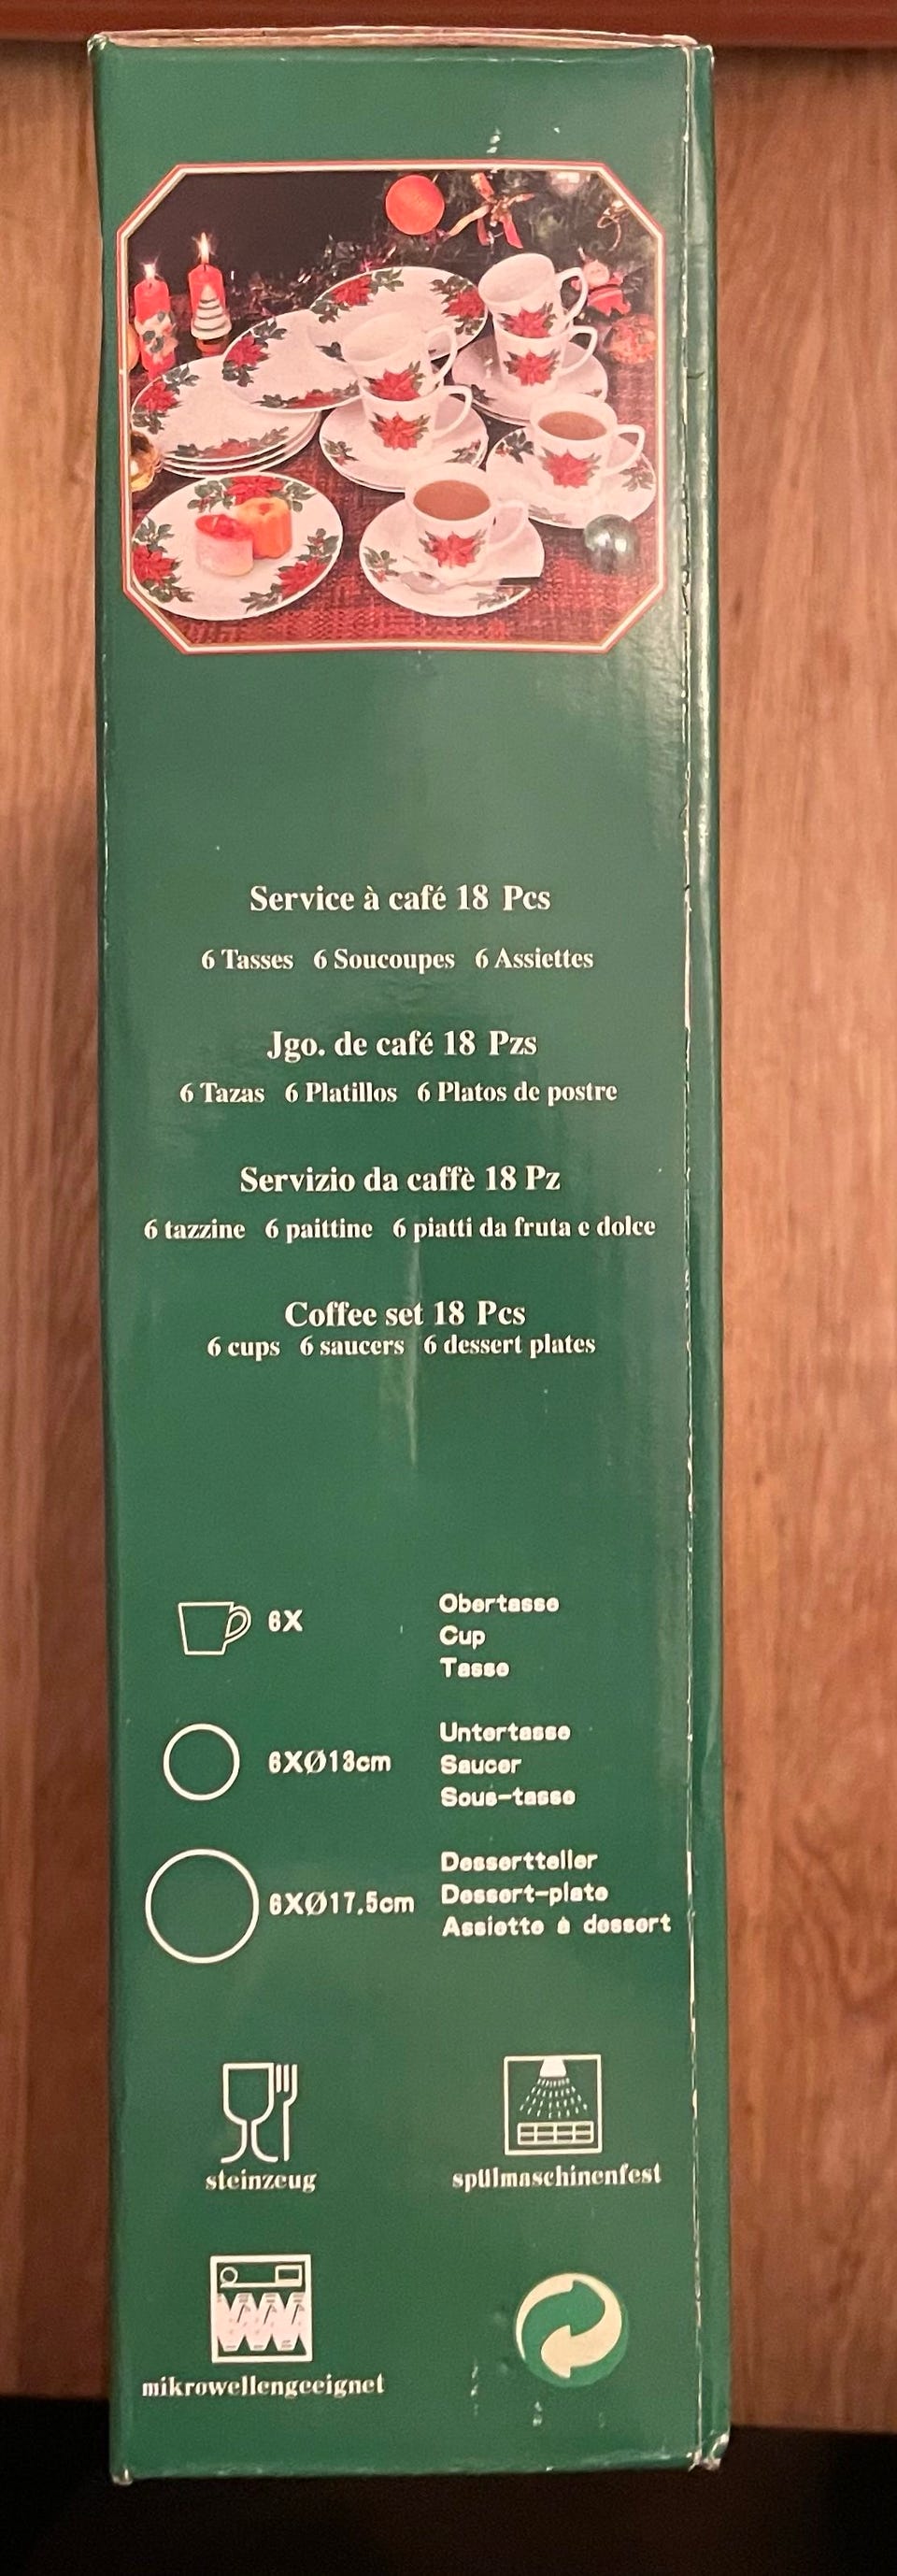 Service à café 18 Pcs
6 Tasses 6 Soucoupes 6 Assiettes
Jgo. de café 18 Pzs
6 Tazas 6 Platillos 6 Platos de postre
Servizio da caffè 18 Pz
6 tazzine 6 paittine 6 piatti da fruta e dolce
Coffee set 18 Pcs
6 cups 6 saucers 6 dessert plates
6X
Obertasse
Cup
Tasse
6XØ13cm
Untertasse
Saucer
Sous-tasse
6XØ17,5cm
Dessertteller
Dessert-plate
Assiette à dessert
steinzeug
spülmaschinenfest
mikrowellengeeignet